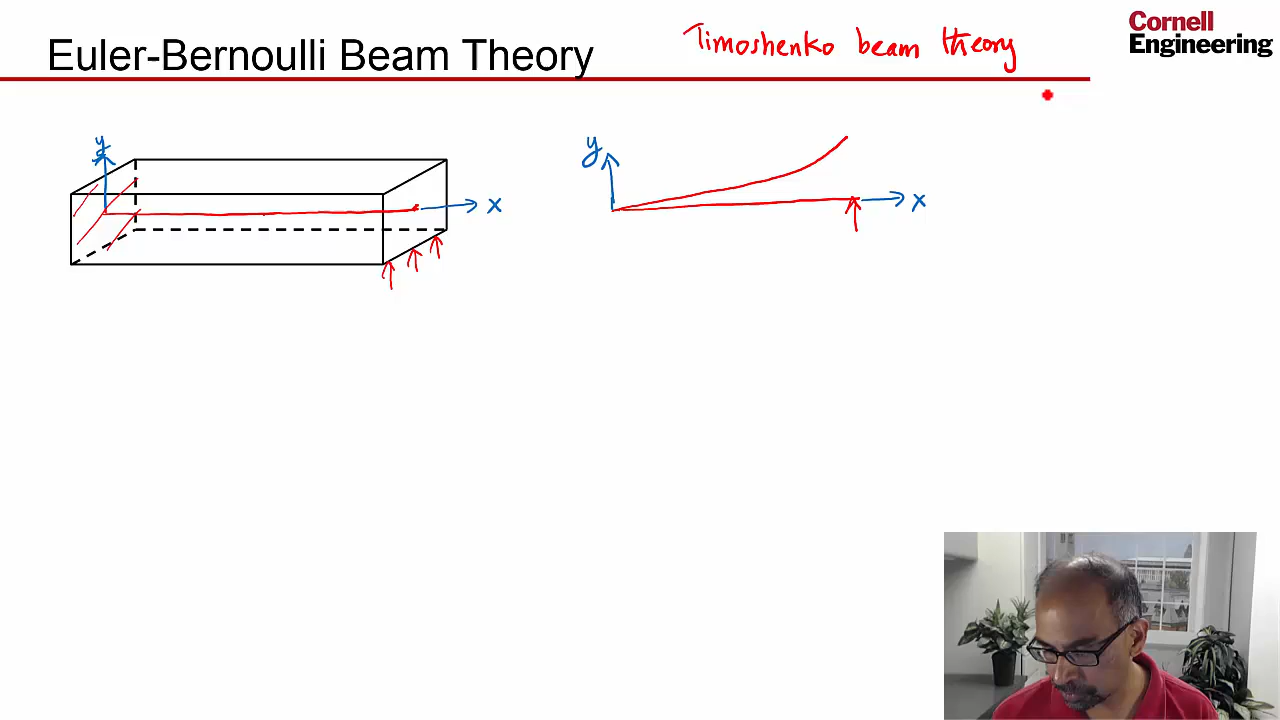 Euler-Bernoulli Beam Theory
Timoshenko beam theory
Cornell
Engineering
y
x
y
x